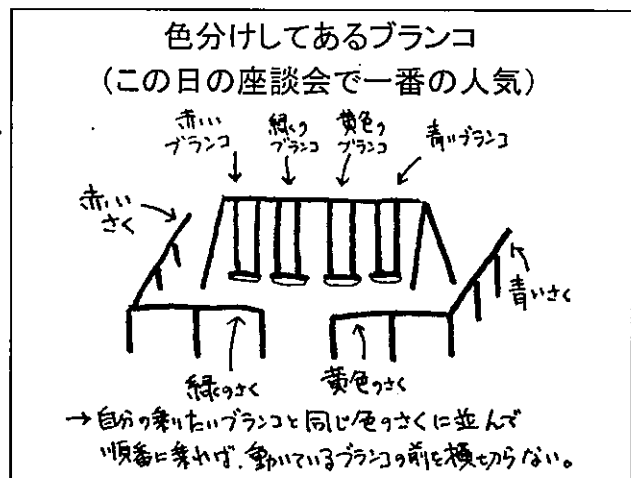 色分けしてあるブランコ
(この日の座談会で一番の人気)
赤い
ブランコ
緑の
ブランコ
黄色の
ブランコ
青いブランコ
赤い
さく
青いさく
緑のさく
黄色のさく
→自分の乗りたいブランコと同じ色のさくに並んで
順番に乗れば、動いているブランコの前を横切らない。